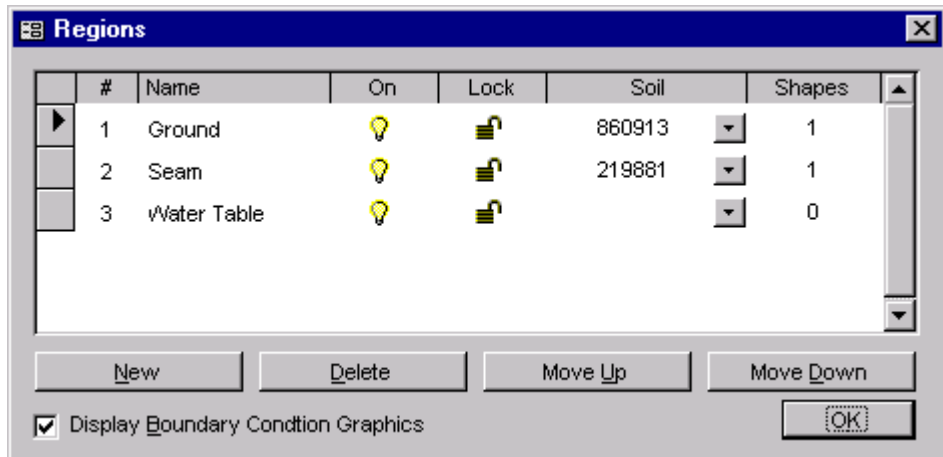 Regions
# Name On Lock Soil Shapes
1 Ground 860913 1
2 Seam 219881 1
3 Water Table 0
New Delete Move Up Move Down
Display Boundary Condtion Graphics
OK